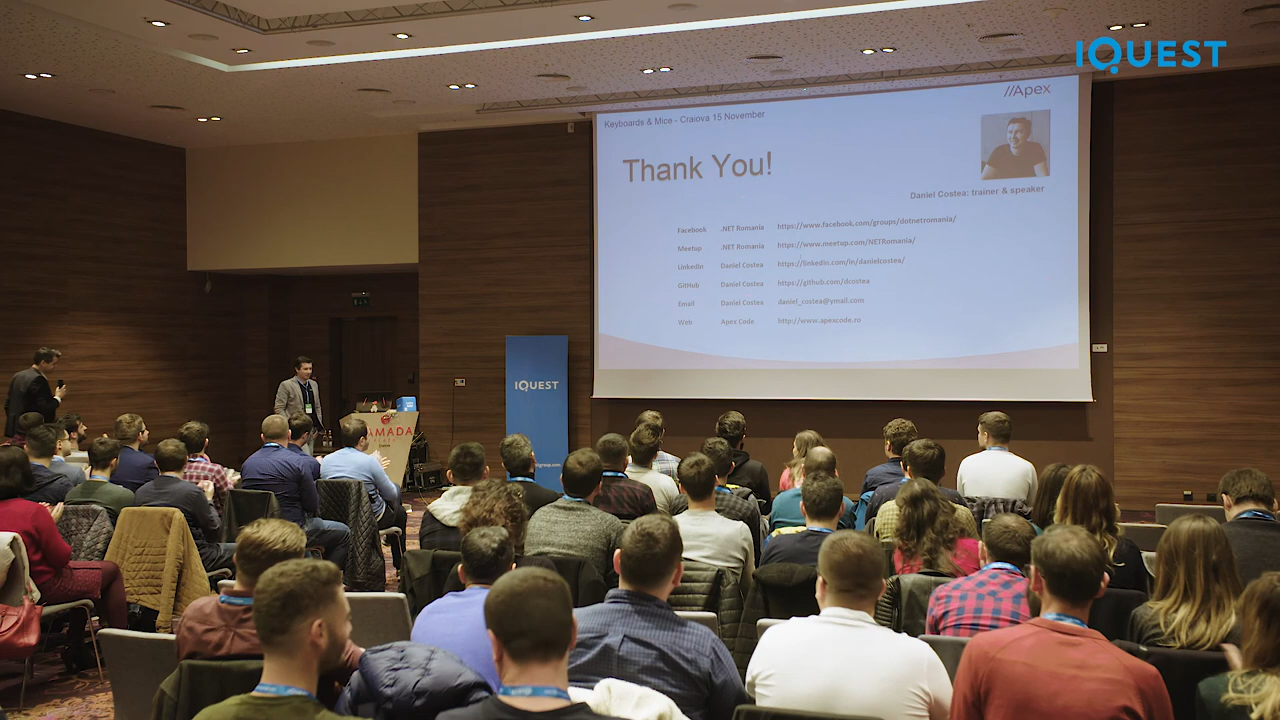 IQUEST
//Apex
Keyboards & Mice - Craiova 15 November
Thank You!
Daniel Costea: trainer & speaker
Facebook .NET Romania https://www.facebook.com/groups/dotnetromania/
Meetup .NET Romania https://www.meetup.com/NETRomania/
LinkedIn Daniel Costea https://linkedin.com/in/danielcostea/
GitHub Daniel Costea https://github.com/dcostea
Email Daniel Costea daniel_costea@ymail.com
Web Apex Code http://www.apexcode.ro
IQUEST
AMADA